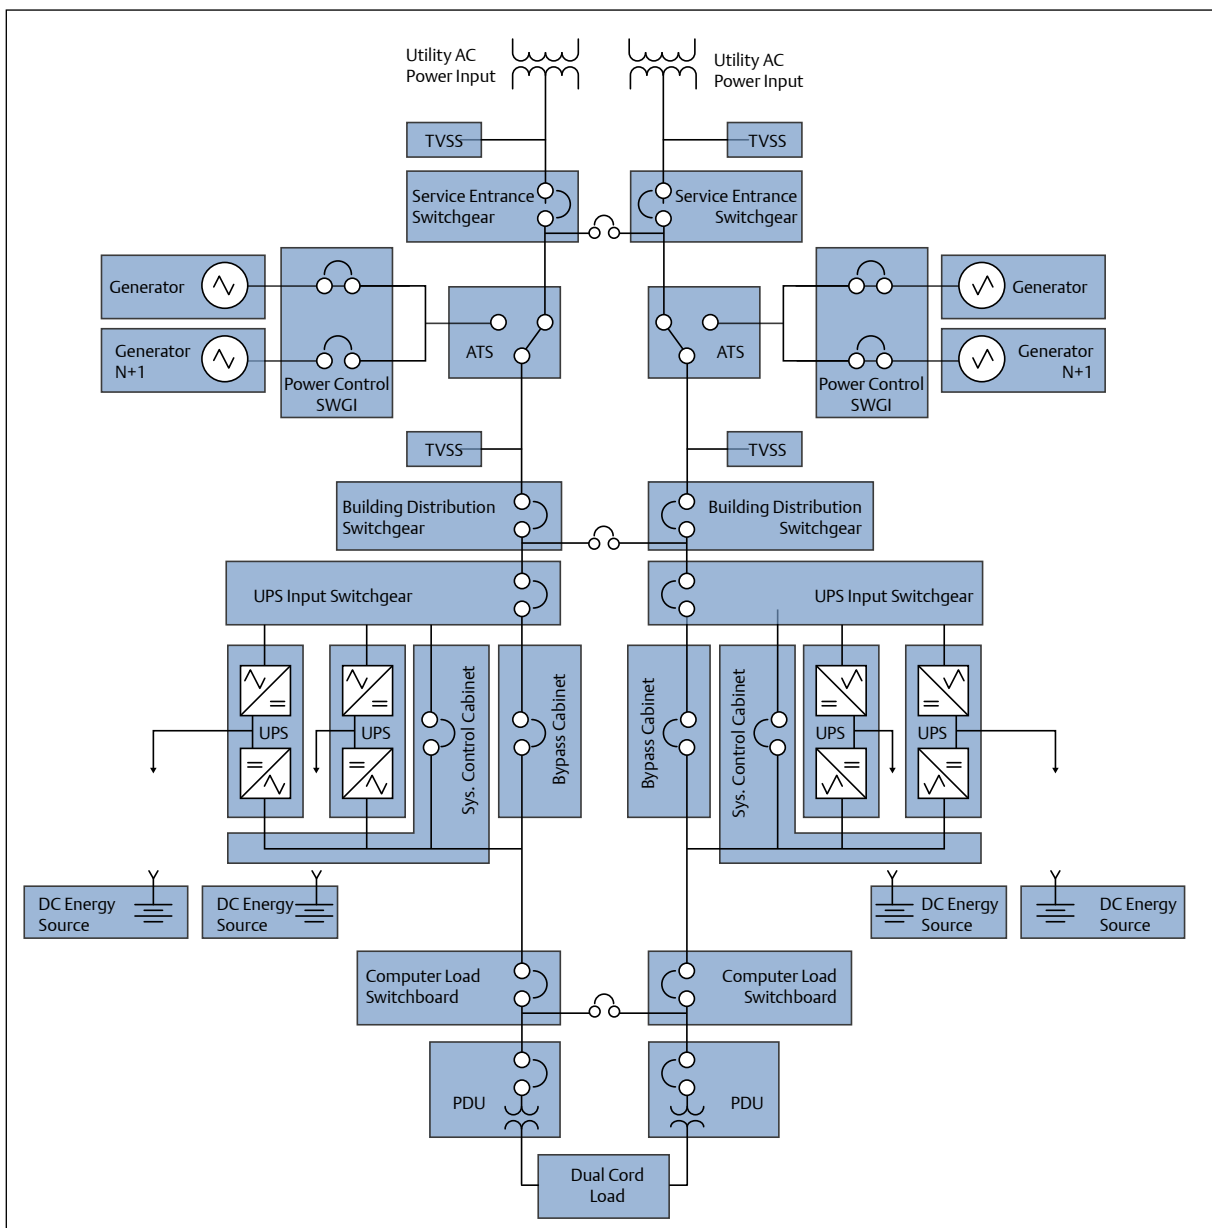 Utility AC
Power Input
Utility AC
Power Input
TVSS
TVSS
Service Entrance
Switchgear
Service Entrance
Switchgear
Generator
Generator
N+1
Power Control
SWGI
ATS
ATS
Power Control
SWGI
Generator
Generator
N+1
TVSS
TVSS
Building Distribution
Switchgear
Building Distribution
Switchgear
UPS Input Switchgear
UPS Input Switchgear
UPS
UPS
Sys. Control Cabinet
Bypass Cabinet
Bypass Cabinet
Sys. Control Cabinet
UPS
UPS
DC Energy
Source
DC Energy
Source
DC Energy
Source
DC Energy
Source
Computer Load
Switchboard
Computer Load
Switchboard
PDU
PDU
Dual Cord
Load